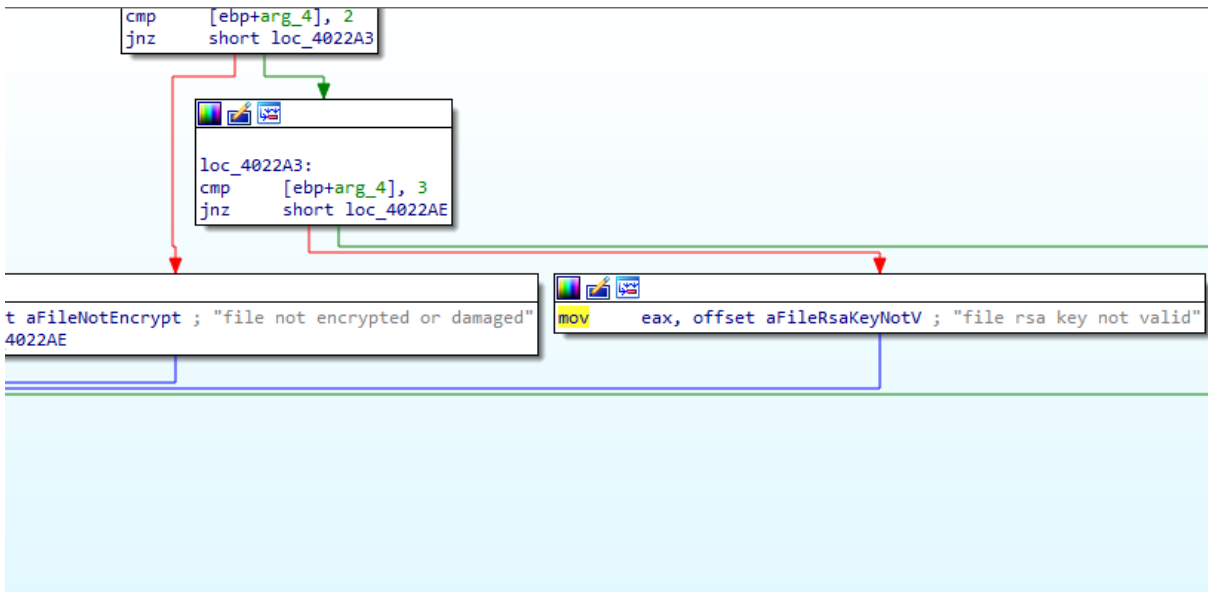 cmp [ebp+arg_4], 2
jnz short loc_4022A3
loc_4022A3:
cmp [ebp+arg_4], 3
jnz short loc_4022AE
t aFileNotEncrypt ; "file not encrypted or damaged"
4022AE
mov eax, offset aFileRsaKeyNotV ; "file rsa key not valid"